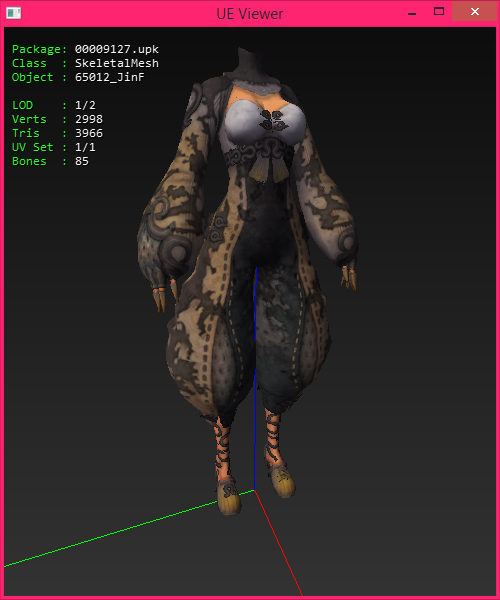 UE Viewer
Package: 00009127.upk
Class  : SkeletalMesh
Object : 65012_JinF
LOD    : 1/2
Verts  : 2998
Tris   : 3966
UV Set : 1/1
Bones  : 85